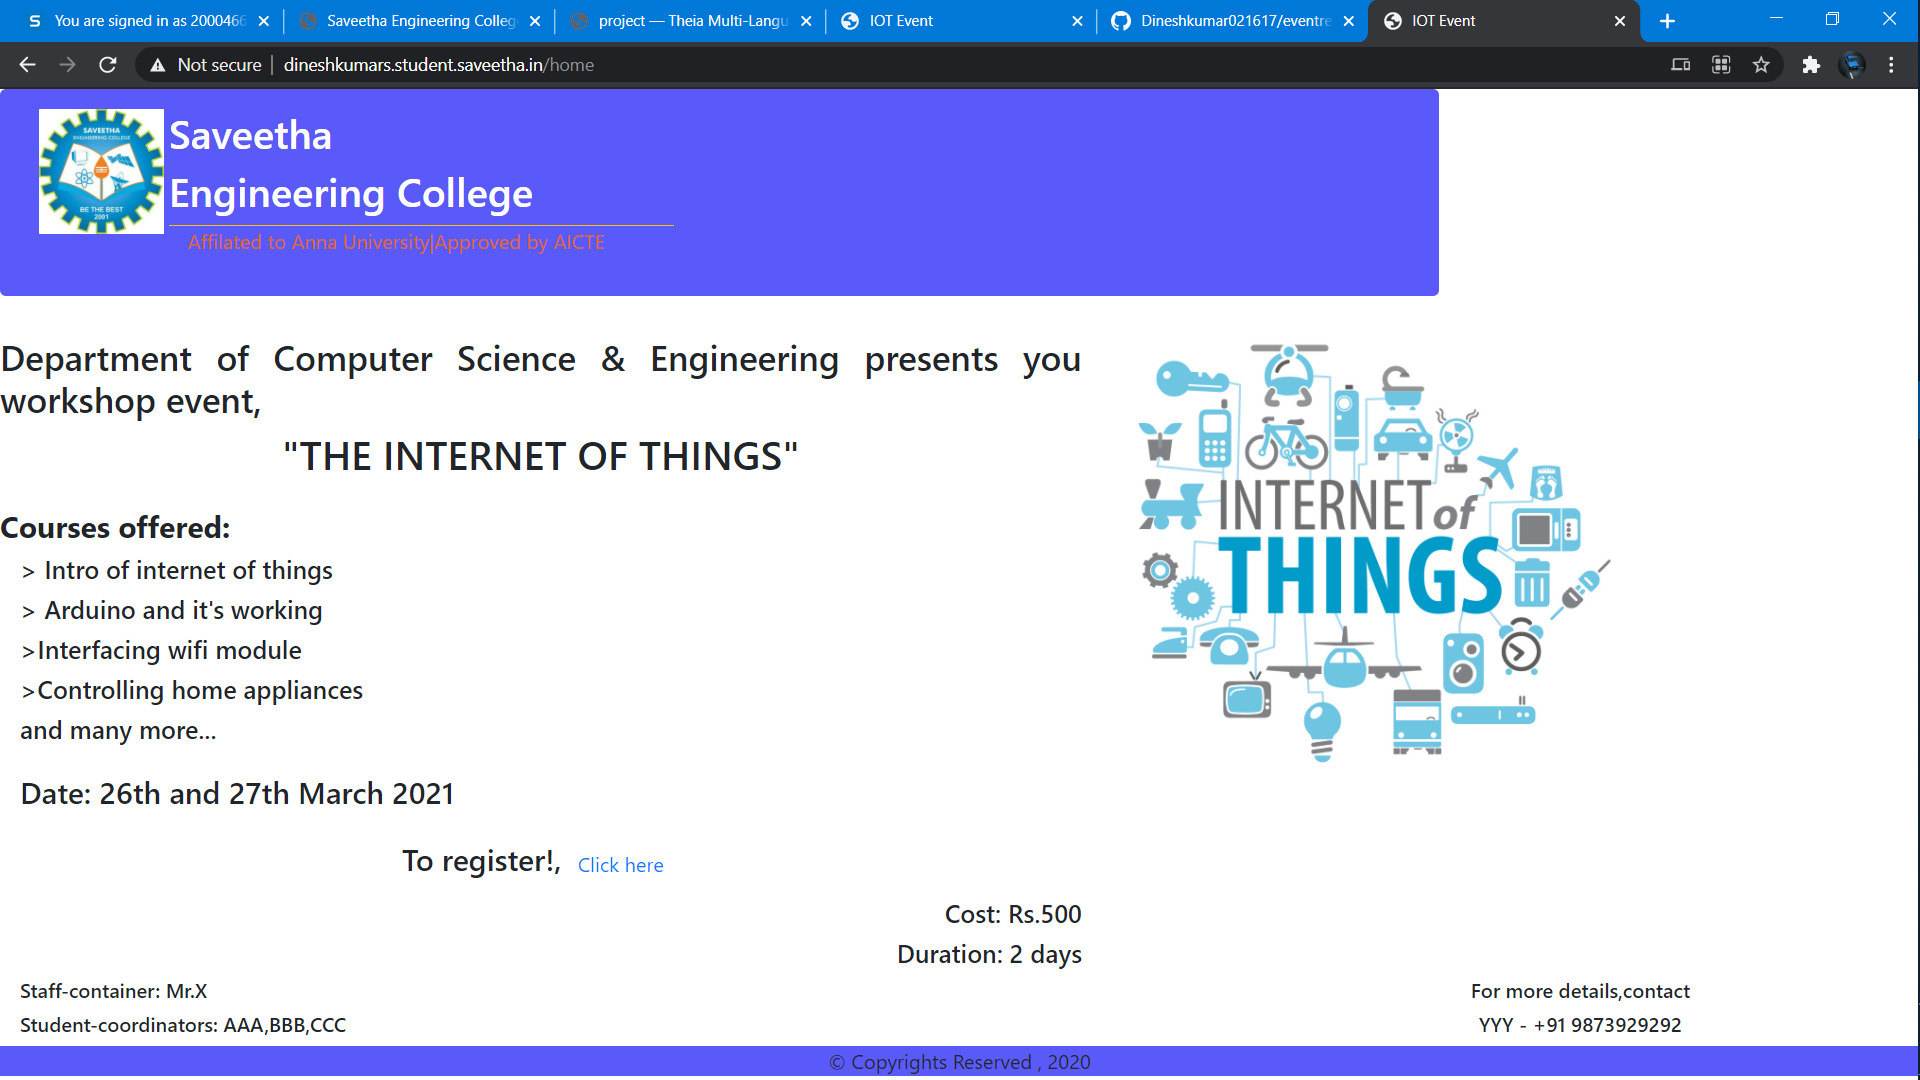 You are signed in as 2000466
Saveetha Engineering Colleg
project — Theia Multi-Langu
IOT Event
Dineshkumar021617/eventre
IOT Event
Not secure
dineshkumars.student.saveetha.in/home
SAVEETHA
ENGINEERING COLLEGE
BE THE BEST
2001
Saveetha
Engineering College
Affilated to Anna University|Approved by AICTE
Department of Computer Science & Engineering presents you
workshop event,
"THE INTERNET OF THINGS"
Courses offered:
> Intro of internet of things
> Arduino and it's working
>Interfacing wifi module
>Controlling home appliances
and many more...
Date: 26th and 27th March 2021
To register!, Click here
Cost: Rs.500
Duration: 2 days
INTERNET of
THINGS
Staff-container: Mr.X
Student-coordinators: AAA,BBB,CCC
For more details,contact
YYY - +91 9873929292
© Copyrights Reserved , 2020